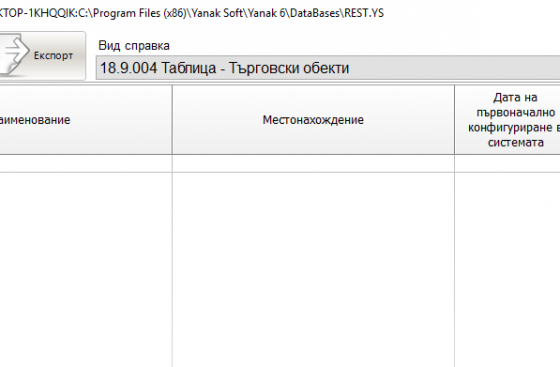 KTOP-1KHQQIK:C:\Program Files (x86)\Yanak Soft\Yanak 6\DataBases\REST.YS
Вид справка
Експорт
18.9.004 Таблица - Търговски обекти
аименование
Местонахождение
Дата на
първоначално
конфигуриране в
системата